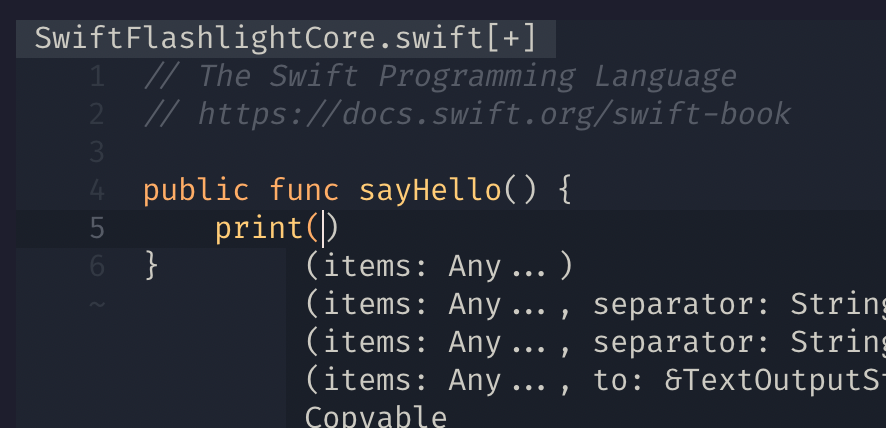 SwiftFlashlightCore.swift[+]
1 // The Swift Programming Language
2 // https://docs.swift.org/swift-book
3
4 public func sayHello() {
5 print()
6 }
~
(items: Any...)
(items: Any..., separator: String
(items: Any..., separator: String
(items: Any..., to: &TextOutputSt
Copyable